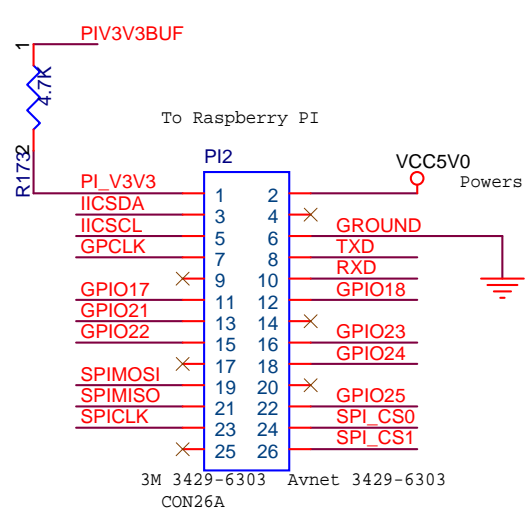 PIV3V3BUF
1
4.7K
2
R173
To Raspberry PI
PI2
VCC5V0
Powers
PI_V3V3 1 2
IICSDA 3 4
IICSCL 5 6 GROUND
GPCLK 7 8 TXD
9 10 RXD
GPIO17 11 12 GPIO18
GPIO21 13 14
GPIO22 15 16 GPIO23
17 18 GPIO24
SPIMOSI 19 20
SPIMISO 21 22 GPIO25
SPICLK 23 24 SPI_CS0
25 26 SPI_CS1
3M 3429-6303 Avnet 3429-6303
CON26A